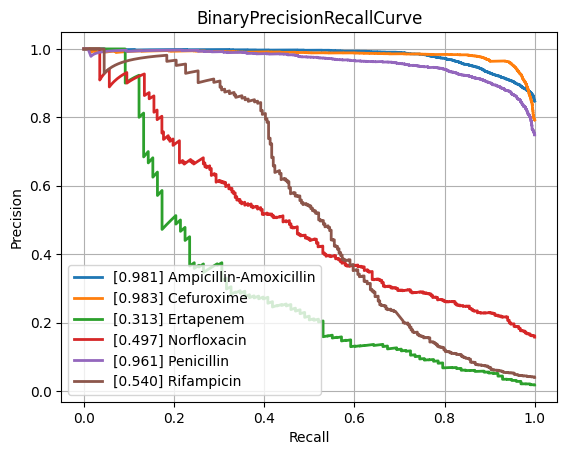 BinaryPrecisionRecallCurve
Precision
1.0
0.8
0.6
0.4
0.2
0.0
[0.981] Ampicillin-Amoxicillin
[0.983] Cefuroxime
[0.313] Ertapenem
[0.497] Norfloxacin
[0.961] Penicillin
[0.540] Rifampicin
0.0 0.2 0.4 0.6 0.8 1.0
Recall